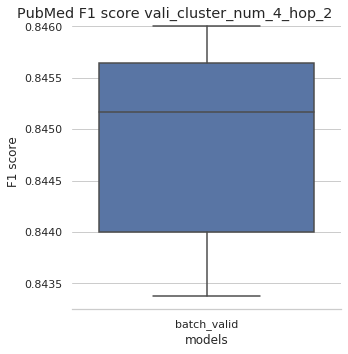 PubMed F1 score vali_cluster_num_4_hop_2
0.8460
0.8455
0.8450
0.8445
0.8440
0.8435
F1 score
batch_valid
models